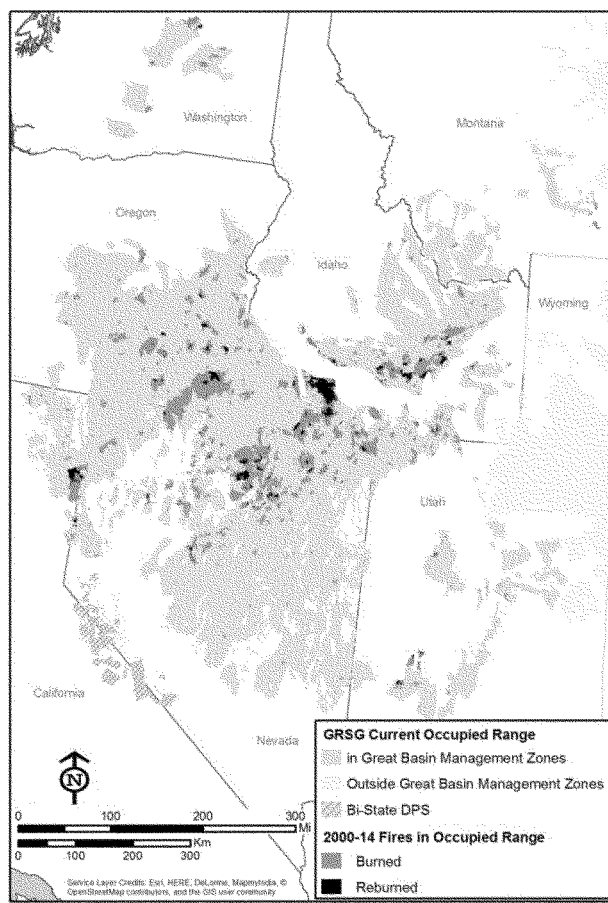 Washington
Montana
Oregon
Idaho
Wyoming
Utah
California
Nevada
GRSG Current Occupied Range
in Great Basin Management Zones
Outside Great Basin Management Zones
Bi-State DPS
2000-14 Fires in Occupied Range
Burned
Reburned
N
0 100 200 300
Mi
Km
0 100 200 300
Service Layer Credits: Esri, HERE, DeLorme, MapmyIndia, ©
OpenStreetMap contributors, and the GIS user community